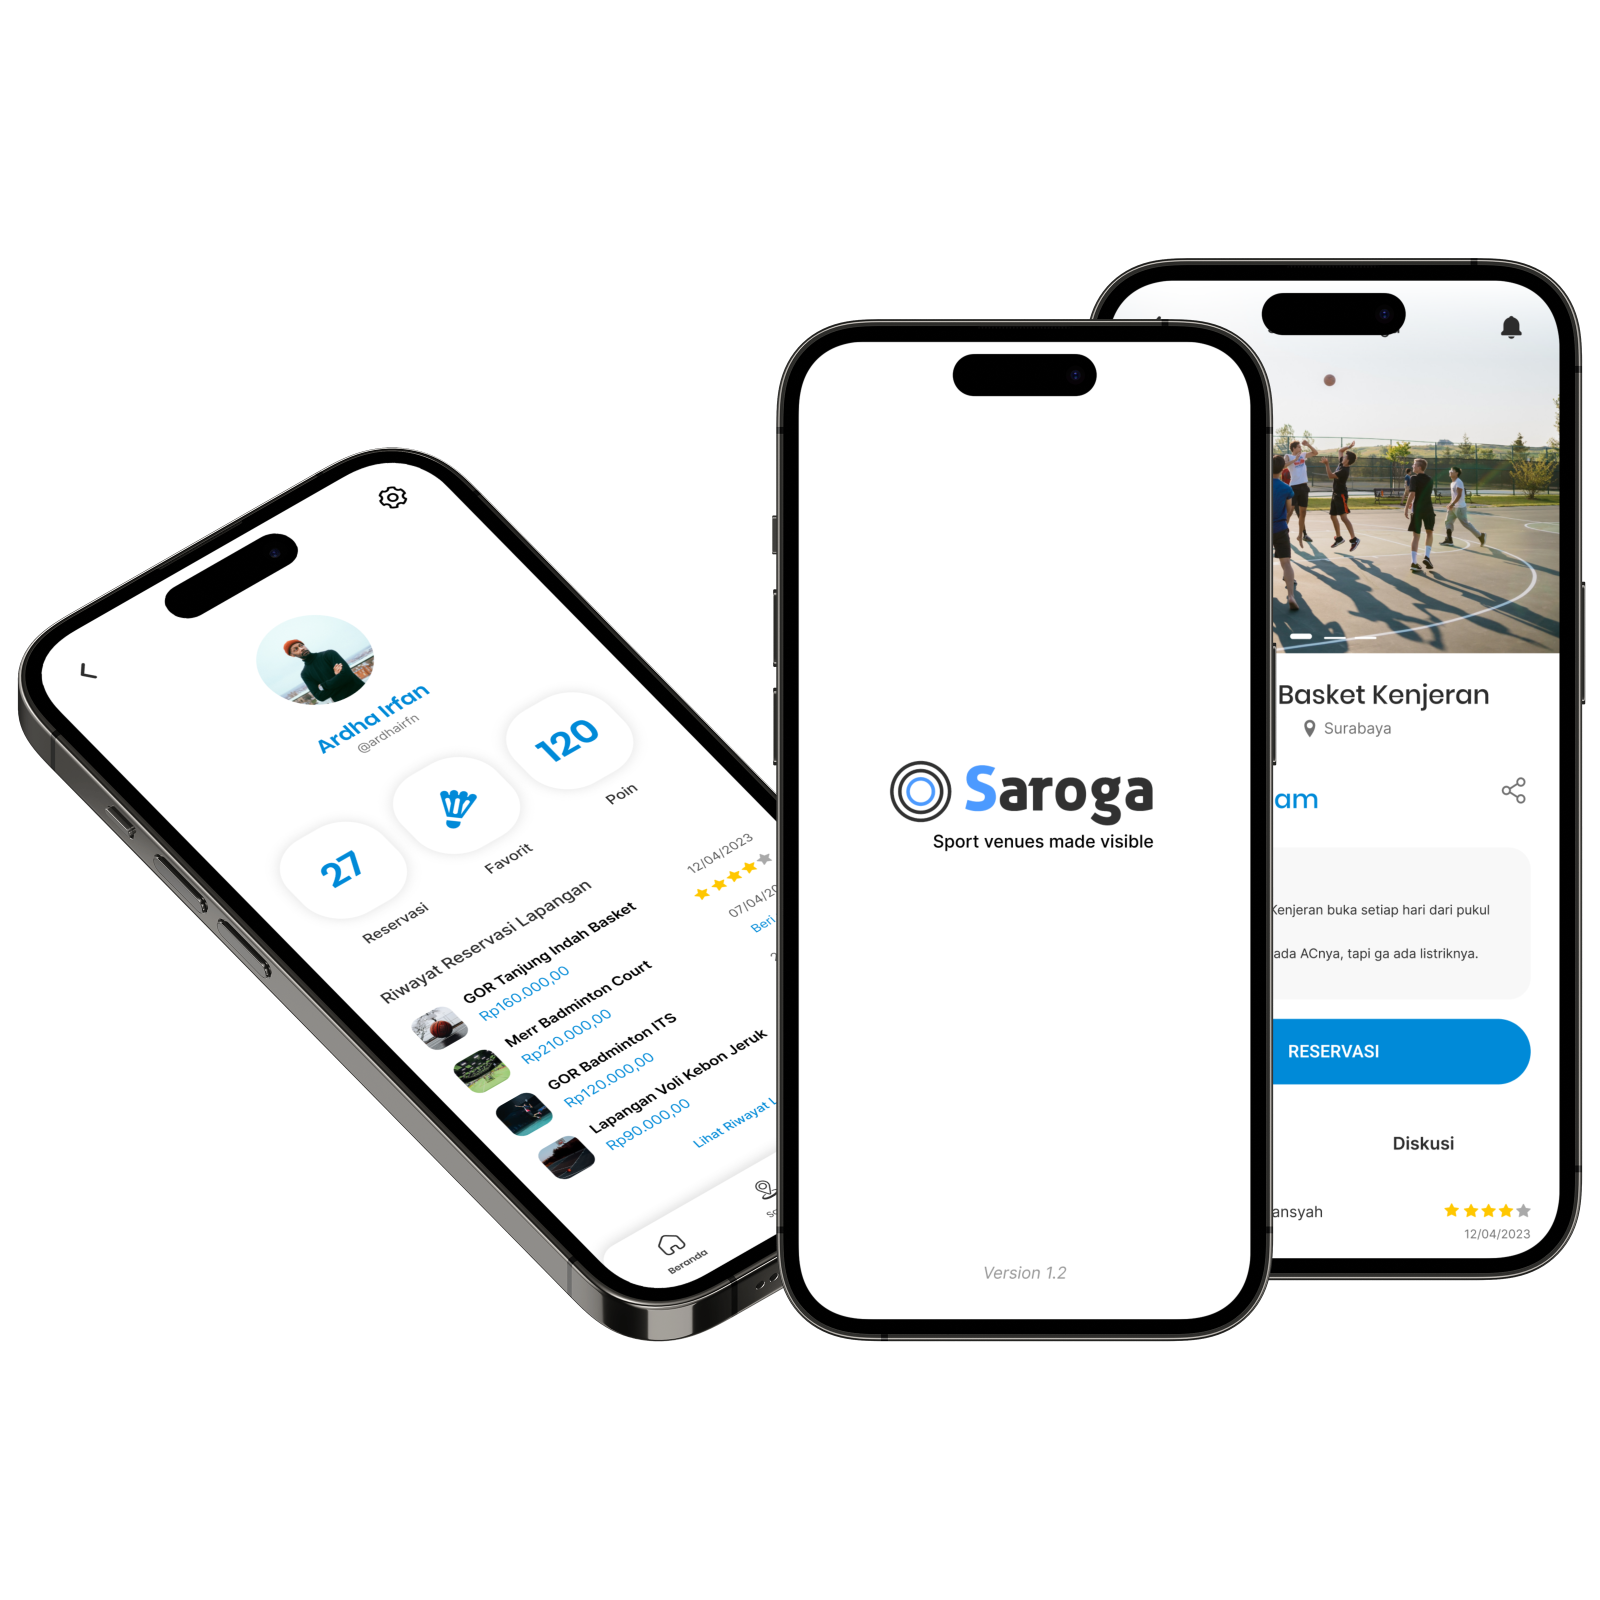 Ardha Irfan
@ardhairfn
27
Reservasi
Favorit
120
Poin
Riwayat Reservasi Lapangan
GOR Tanjung Indah Basket
Rp160.000,00
12/04/2023
Merr Badminton Court
Rp210.000,00
07/04/20
Beri
GOR Badminton ITS
Rp120.000,00
Lapangan Voli Kebon Jeruk
Rp90.000,00
Lihat Riwayat L
Beranda
Saroga
Sport venues made visible
Version 1.2
Basket Kenjeran
Surabaya
am
Kenjeran buka setiap hari dari pukul
ada ACnya, tapi ga ada listriknya.
RESERVASI
Diskusi
ansyah
12/04/2023